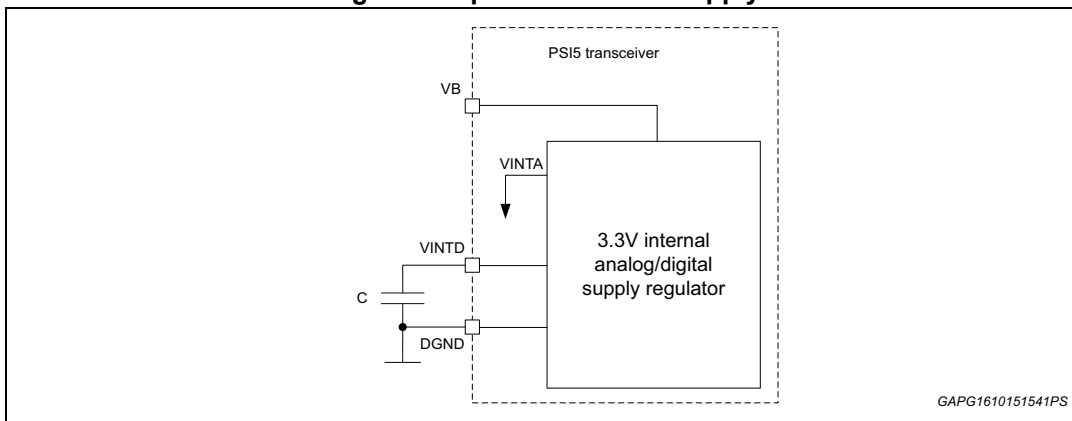 PSI5 transceiver
VB
VINTA
3.3V internal
analog/digital
supply regulator
VINTD
C
DGND
GAPG1610151541PS